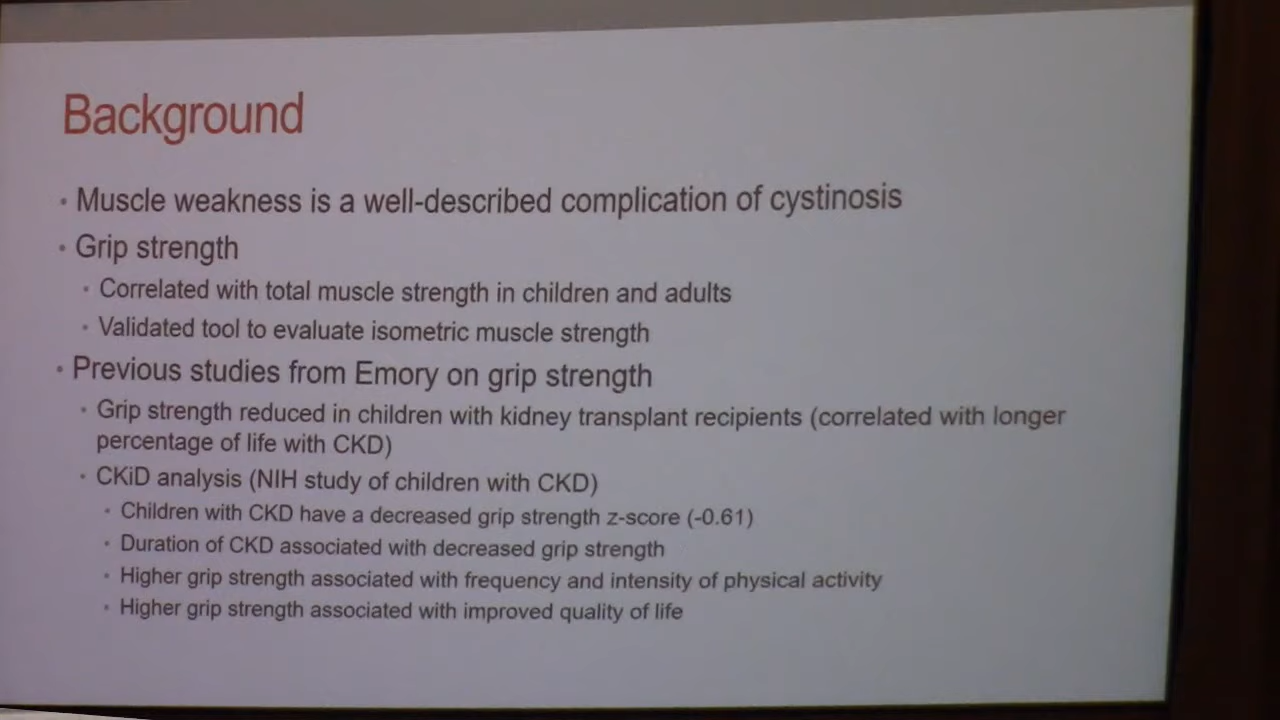 Background
• Muscle weakness is a well-described complication of cystinosis
• Grip strength
• Correlated with total muscle strength in children and adults
• Validated tool to evaluate isometric muscle strength
• Previous studies from Emory on grip strength
• Grip strength reduced in children with kidney transplant recipients (correlated with longer
percentage of life with CKD)
• CKiD analysis (NIH study of children with CKD)
• Children with CKD have a decreased grip strength z-score (-0.61)
• Duration of CKD associated with decreased grip strength
• Higher grip strength associated with frequency and intensity of physical activity
• Higher grip strength associated with improved quality of life